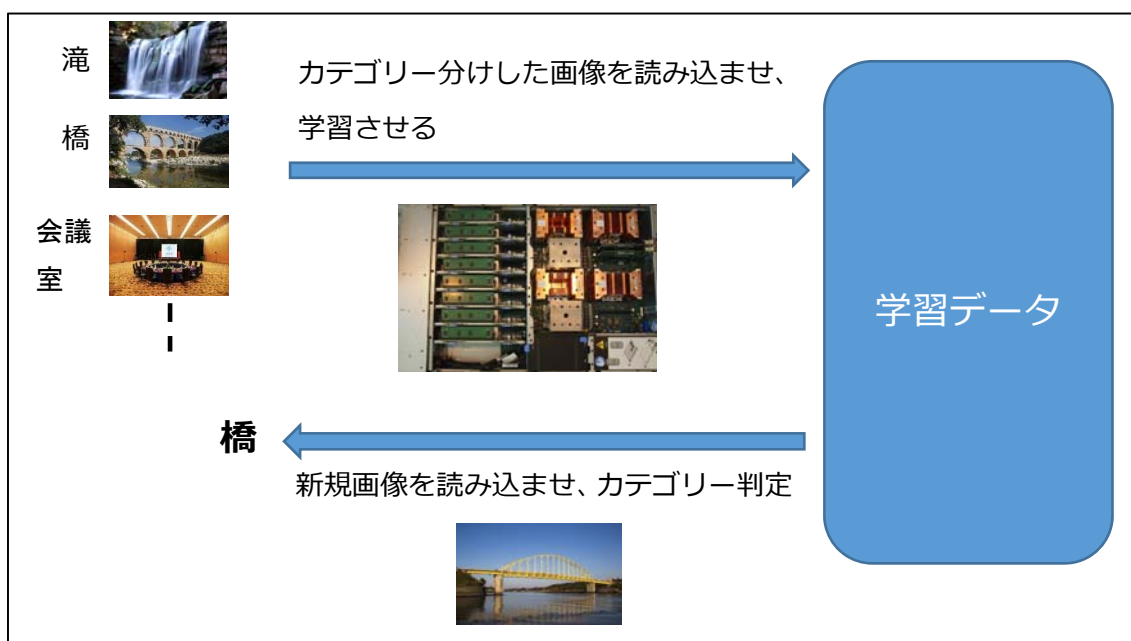 滝
カテゴリー分けした画像を読み込ませ、
学習させる
橋
会議
室
学習データ
橋
新規画像を読み込ませ、カテゴリー判定